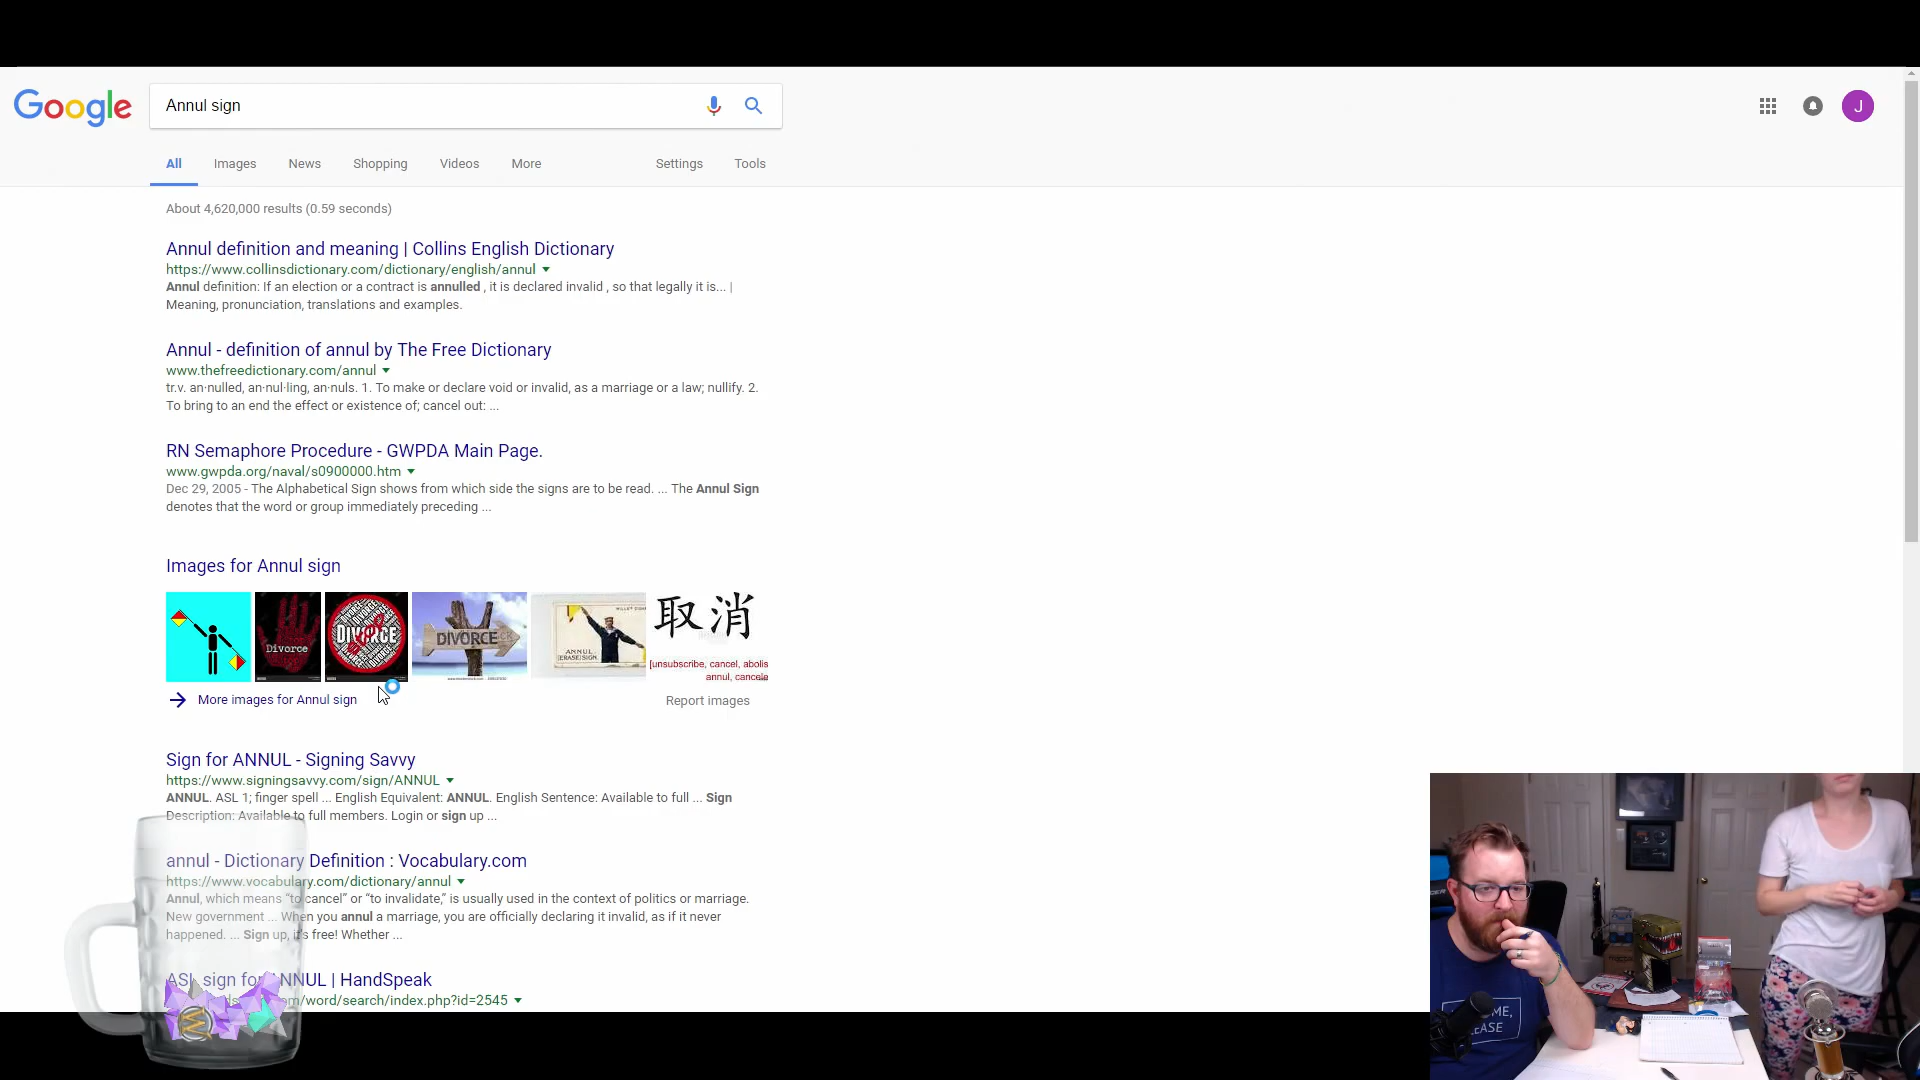 Google
Annul sign
J
All Images News Shopping Videos More Settings Tools
About 4,620,000 results (0.59 seconds)
Annul definition and meaning | Collins English Dictionary
https://www.collinsdictionary.com/dictionary/english/annul
Annul definition: If an election or a contract is annulled , it is declared invalid , so that legally it is... |
Meaning, pronunciation, translations and examples.
Annul - definition of annul by The Free Dictionary
www.thefreedictionary.com/annul
tr.v. an·nulled, an·nul·ling, an·nuls. 1. To make or declare void or invalid, as a marriage or a law; nullify. 2.
To bring to an end the effect or existence of; cancel out: ...
RN Semaphore Procedure - GWPDA Main Page.
www.gwpda.org/naval/s0900000.htm
Dec 29, 2005 - The Alphabetical Sign shows from which side the signs are to be read. ... The Annul Sign
denotes that the word or group immediately preceding ...
Images for Annul sign
Divorce
DIVORCE
DIVORCE
ANNUL
(ERASE) SIGN.
取消
[unsubscribe, cancel, abolis
annul, cancele
More images for Annul sign
Report images
Sign for ANNUL - Signing Savvy
https://www.signingsavvy.com/sign/ANNUL
ANNUL. ASL 1; finger spell ... English Equivalent: ANNUL. English Sentence: Available to full ... Sign
Description: Available to full members. Login or sign up ...
annul - Dictionary Definition : Vocabulary.com
https://www.vocabulary.com/dictionary/annul
Annul, which means “to cancel” or “to invalidate,” is usually used in the context of politics or marriage.
New government ... When you annul a marriage, you are officially declaring it invalid, as if it never
happened. ... Sign up, it's free! Whether ...
ASL sign for ANNUL | HandSpeak
om/word/search/index.php?id=2545
ME,
EASE